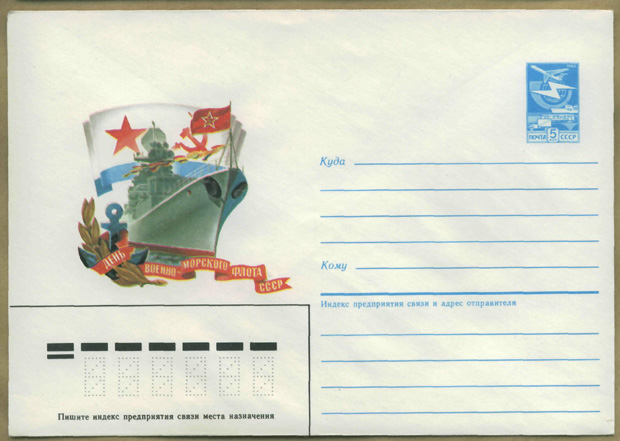 ПОЧТА 5 СССР
Куда
ДЕНЬ ВОЕННО-МОРСКОГО ФЛОТА СССР
Кому
Индекс предприятия связи и адрес отправителя
Пишите индекс предприятия связи места назначения